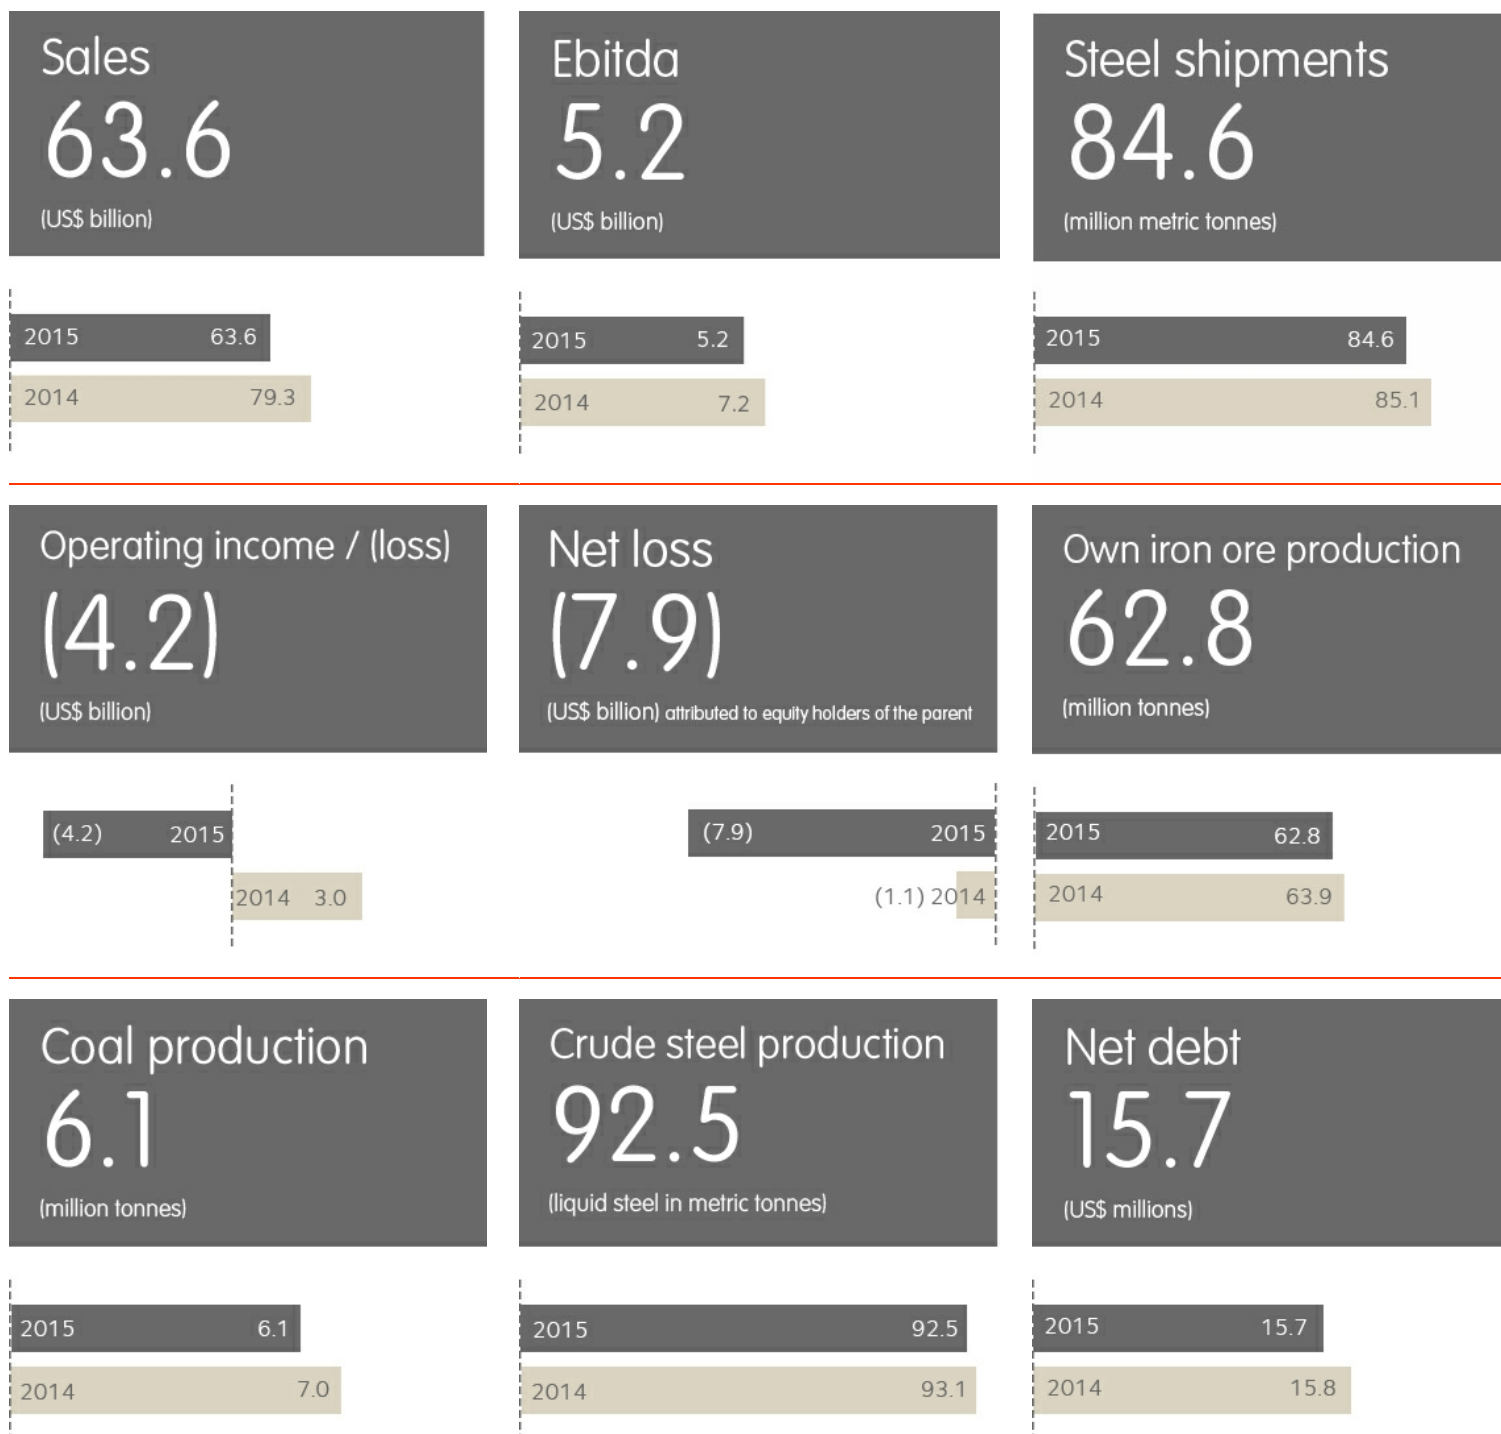 Sales
63.6
(US$ billion)
2015 63.6
2014 79.3
Ebitda
5.2
(US$ billion)
2015 5.2
2014 7.2
Steel shipments
84.6
(million metric tonnes)
2015 84.6
2014 85.1
Operating income / (loss)
(4.2)
(US$ billion)
(4.2) 2015
2014 3.0
Net loss
(7.9)
(US$ billion) attributed to equity holders of the parent
(7.9) 2015
(1.1) 2014
Own iron ore production
62.8
(million tonnes)
2015 62.8
2014 63.9
Coal production
6.1
(million tonnes)
2015 6.1
2014 7.0
Crude steel production
92.5
(liquid steel in metric tonnes)
2015 92.5
2014 93.1
Net debt
15.7
(US$ millions)
2015 15.7
2014 15.8